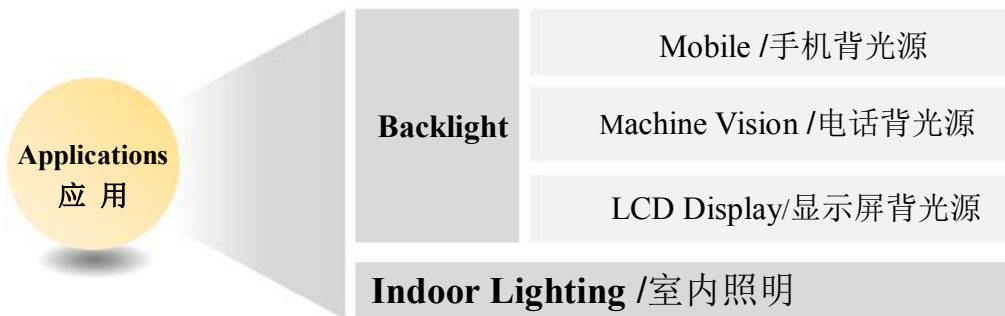 Applications
应 用
Backlight
Mobile /手机背光源
Machine Vision /电话背光源
LCD Display/显示屏背光源
Indoor Lighting /室内照明